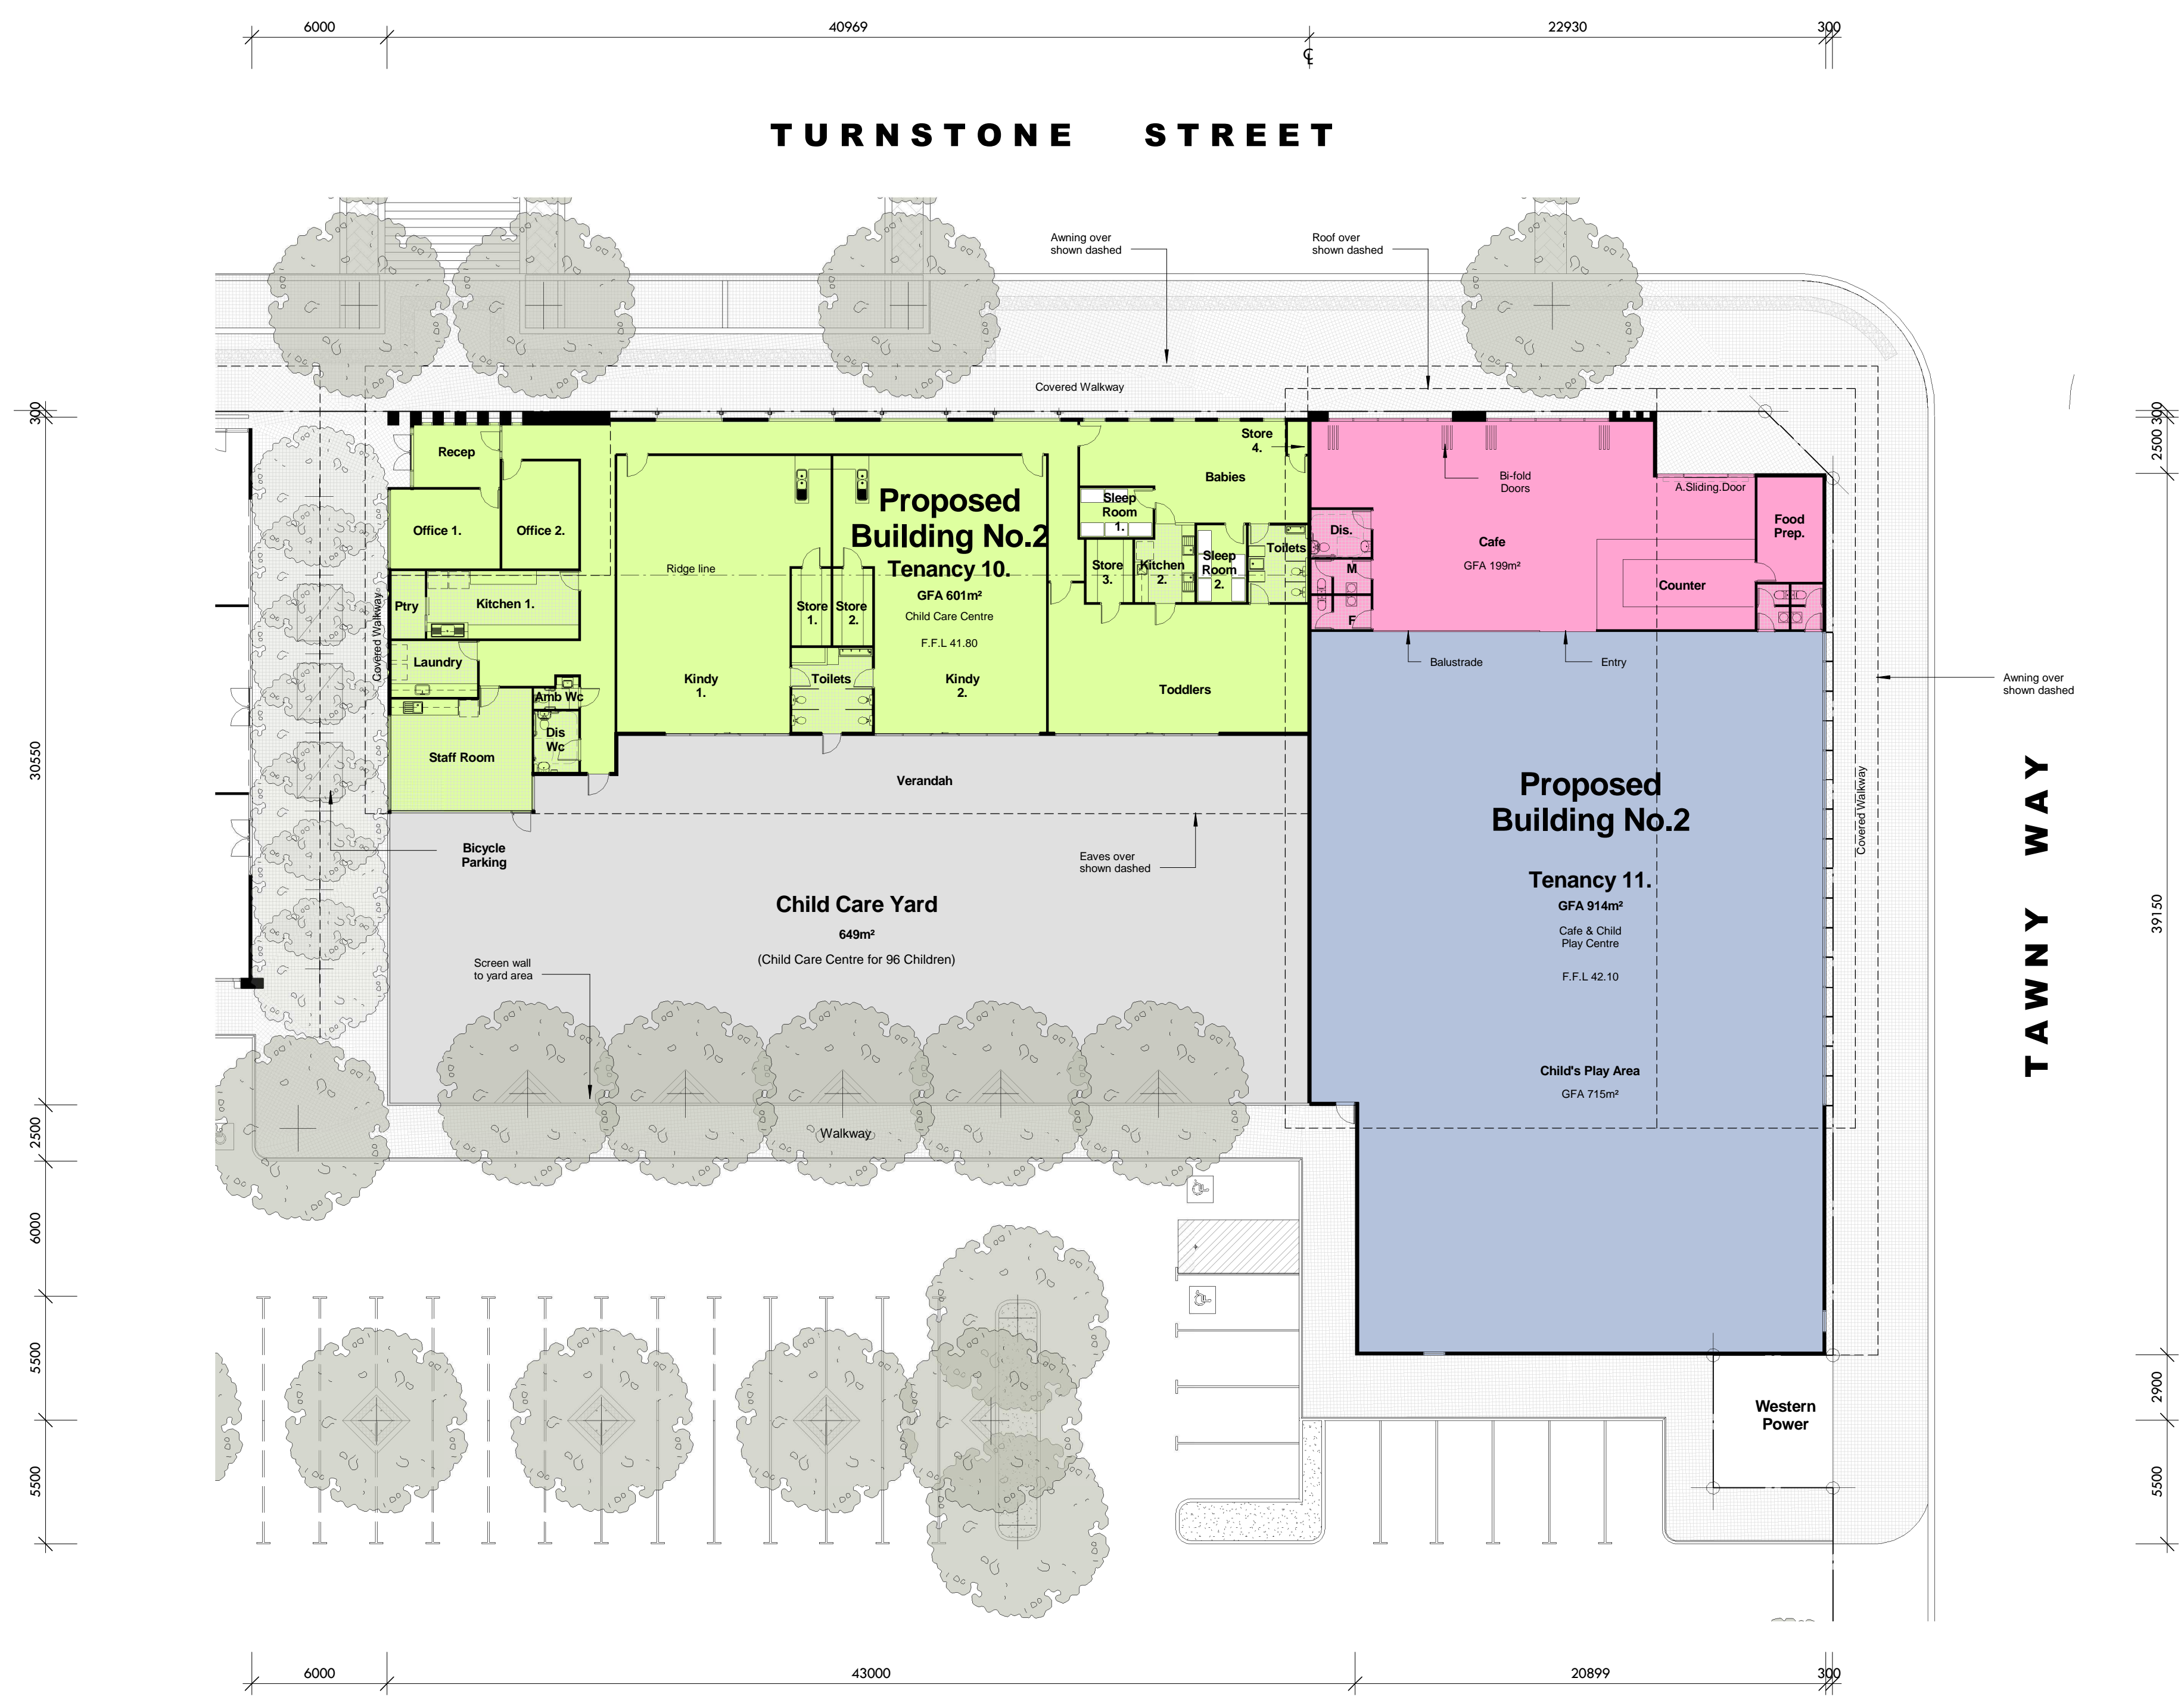 6000
40969
22930
300
℄
TURNSTONE STREET
Awning over
shown dashed
Roof over
shown dashed
Covered Walkway
300
30550
2500
6000
5500
5500
300
2500
39150
2900
5500
Recep
Office 1.
Office 2.
Ptry
Kitchen 1.
Laundry
Amb Wc
Dis
Wc
Staff Room
Covered Walkway
Ridge line
Kindy
1.
Store
1.
Store
2.
Toilets
Proposed
Building No.2
Tenancy 10.
GFA 601m²
Child Care Centre
F.F.L 41.80
Kindy
2.
Store
4.
Babies
Sleep
Room
1.
Store
3.
Kitchen
2.
Sleep
Room
2.
Toilets
Toddlers
Bi-fold
Doors
A.Sliding.Door
Dis.
M
F
Cafe
GFA 199m²
Food
Prep.
Counter
Balustrade
Entry
Awning over
shown dashed
Verandah
Bicycle
Parking
Eaves over
shown dashed
Child Care Yard
649m²
(Child Care Centre for 96 Children)
Screen wall
to yard area
Walkway
Proposed
Building No.2
Tenancy 11.
GFA 914m²
Cafe & Child
Play Centre
F.F.L 42.10
Child's Play Area
GFA 715m²
Covered Walkway
TAWNY WAY
Western
Power
6000
43000
20899
300